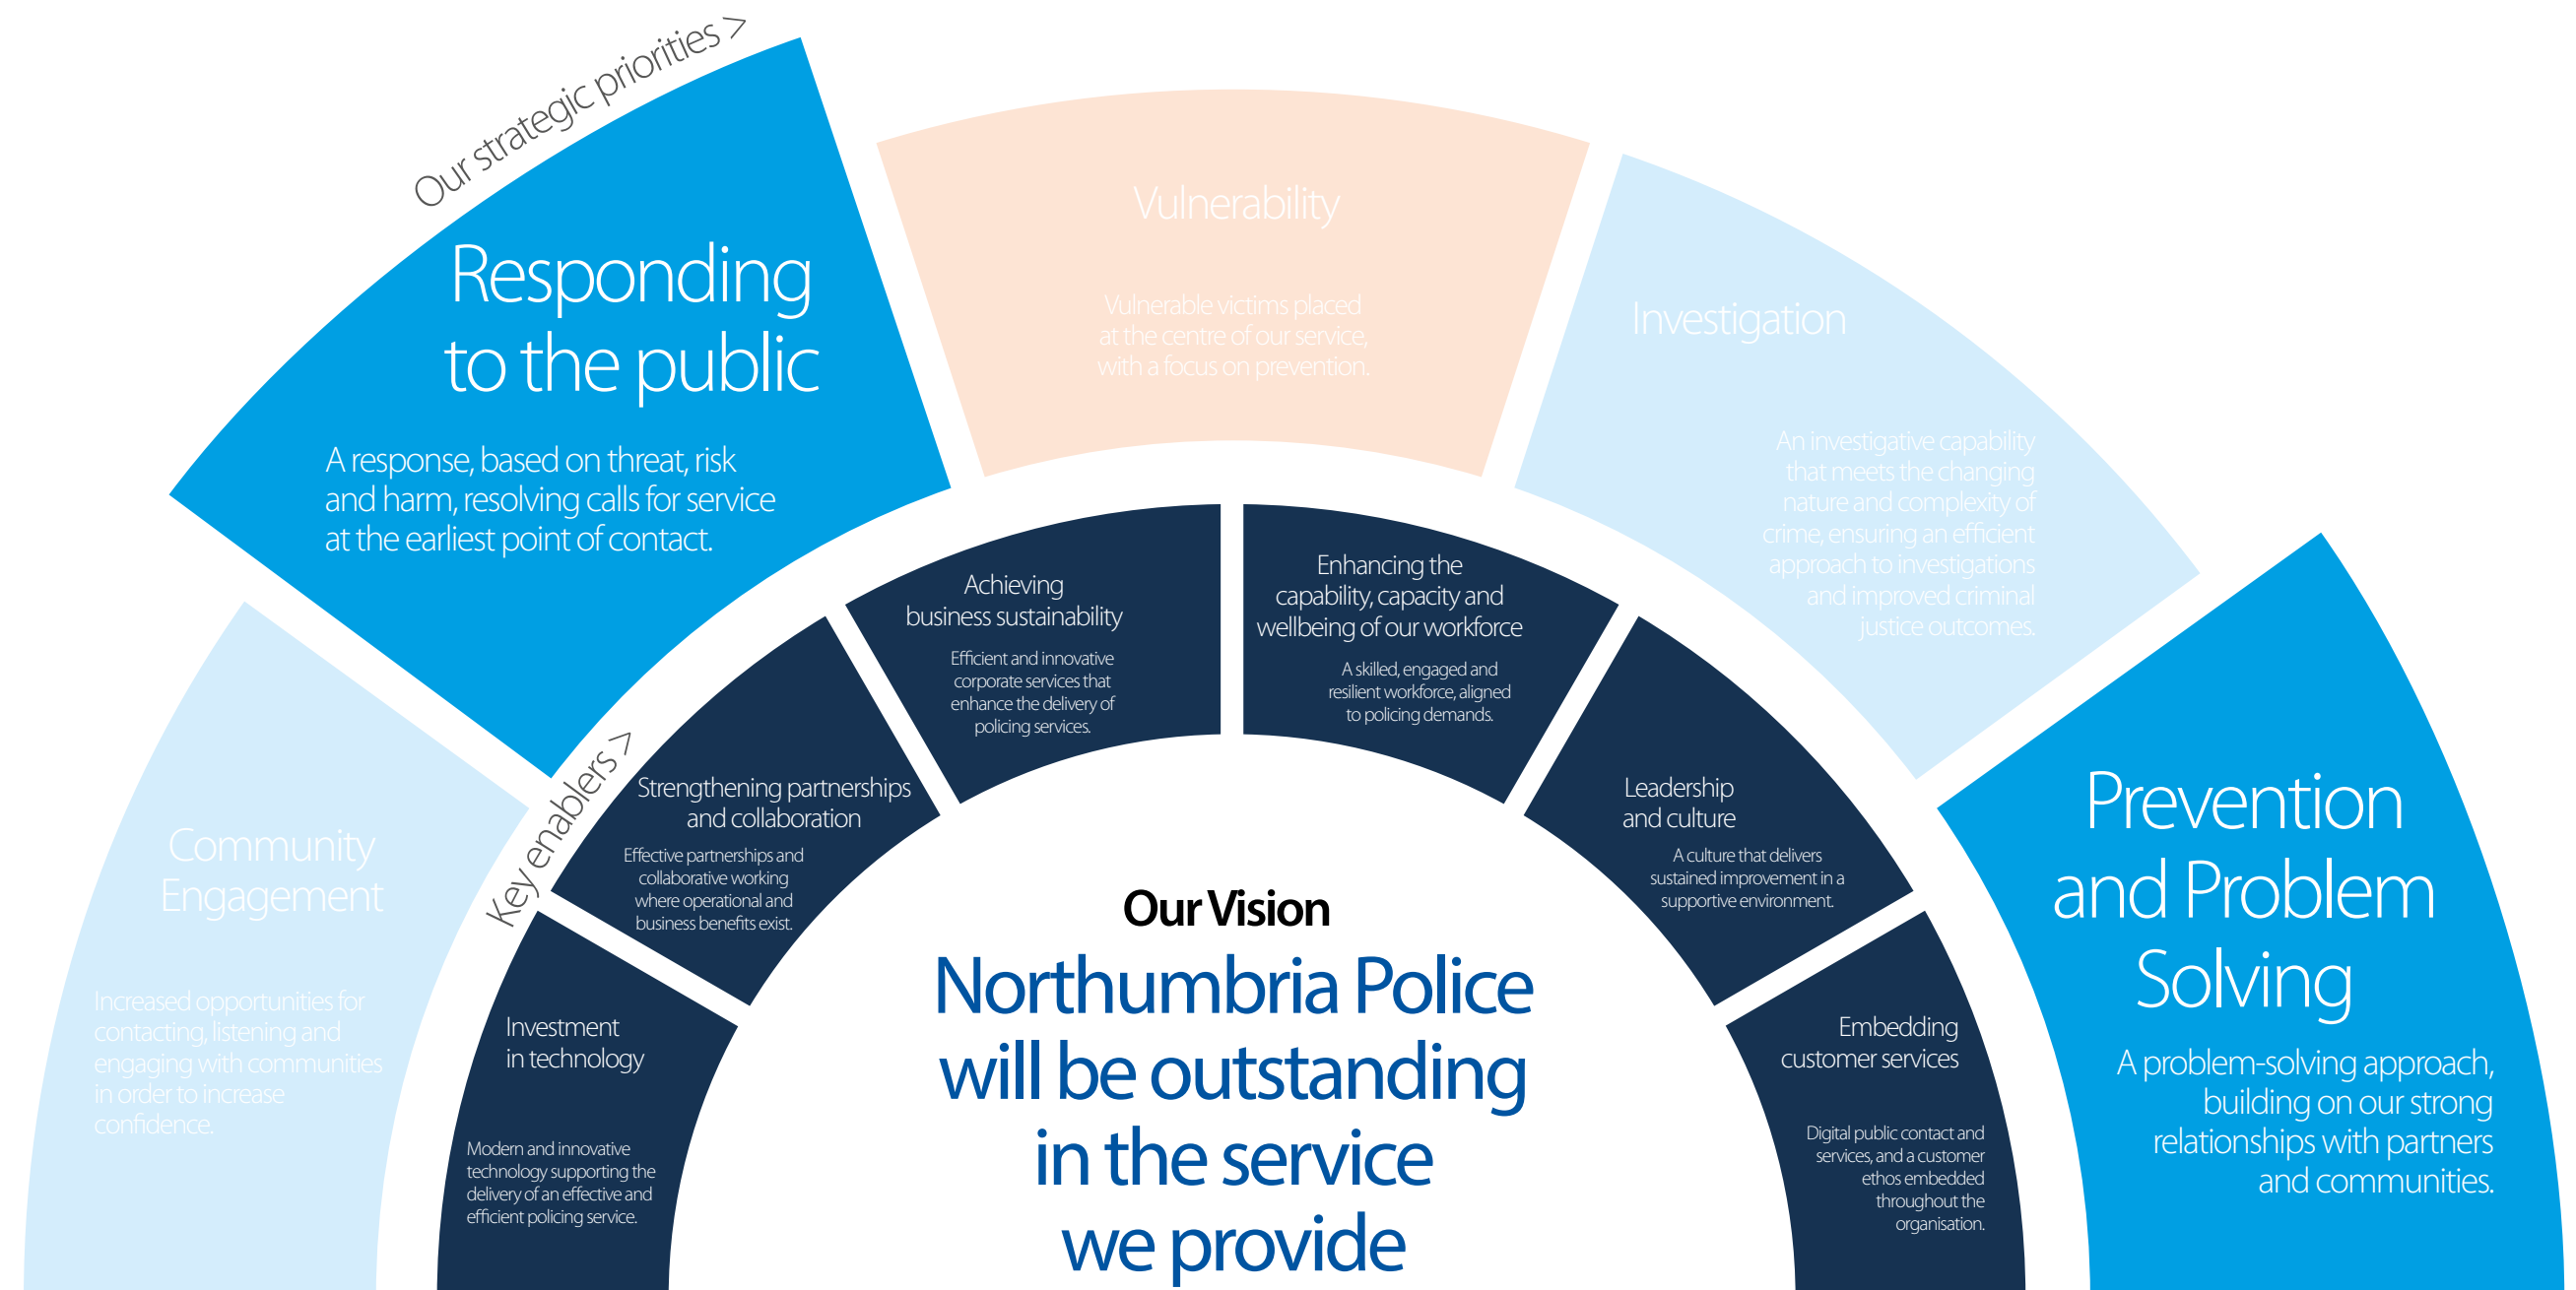 Our strategic priorities >
Responding
to the public
A response, based on threat, risk
and harm, resolving calls for service
at the earliest point of contact.
Vulnerability
Vulnerable victims placed
at the centre of our service,
with a focus on prevention.
Investigation
An investigative capability
that meets the changing
nature and complexity of
crime, ensuring an efficient
approach to investigations
and improved criminal
justice outcomes.
Prevention
and Problem
Solving
A problem-solving approach,
building on our strong
relationships with partners
and communities.
Community
Engagement
Increased opportunities for
contacting, listening and
engaging with communities
in order to increase
confidence.
Key enablers >
Investment
in technology
Modern and innovative
technology supporting the
delivery of an effective and
efficient policing service.
Strengthening partnerships
and collaboration
Effective partnerships and
collaborative working
where operational and
business benefits exist.
Achieving
business sustainability
Efficient and innovative
corporate services that
enhance the delivery of
policing services.
Enhancing the
capability, capacity and
wellbeing of our workforce
A skilled, engaged and
resilient workforce, aligned
to policing demands.
Leadership
and culture
A culture that delivers
sustained improvement in a
supportive environment.
Embedding
customer services
Digital public contact and
services, and a customer
ethos embedded
throughout the
organisation.
Our Vision
Northumbria Police
will be outstanding
in the service
we provide